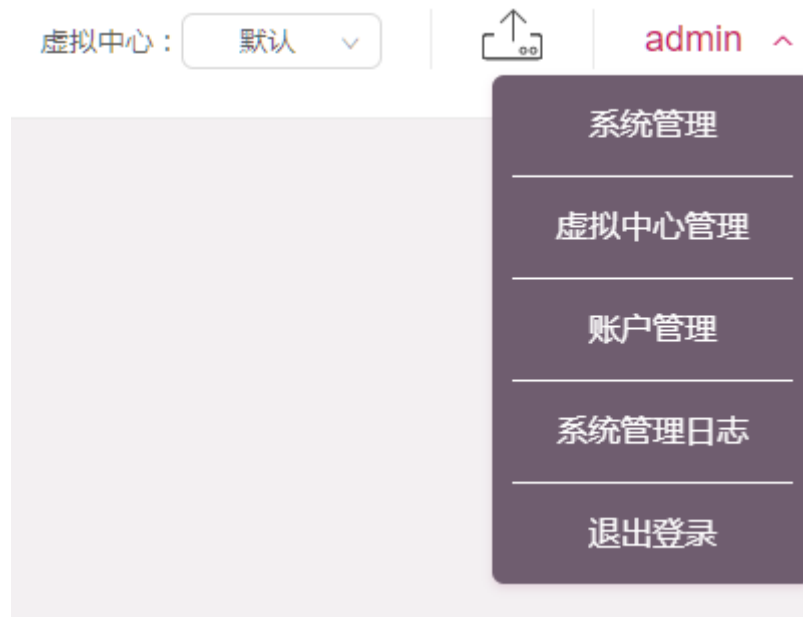 虚拟中心：
默认
admin
系统管理
虚拟中心管理
账户管理
系统管理日志
退出登录